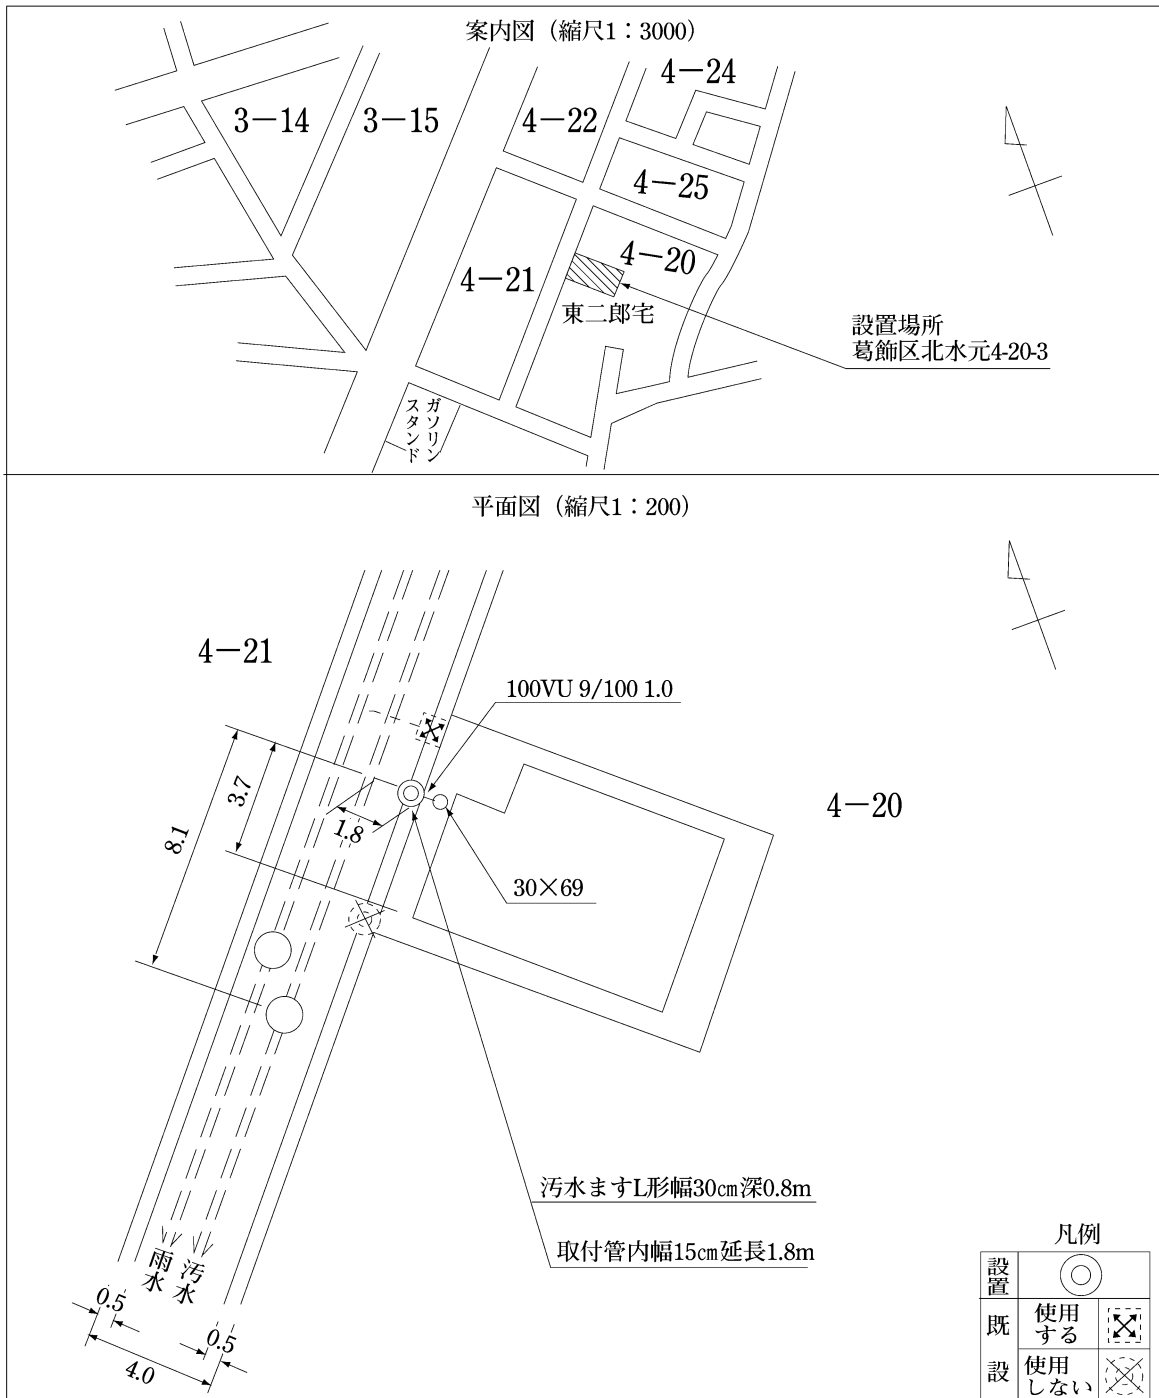 案内図（縮尺1：3000）
3－14
3－15
4－22
4－24
4－25
4－21
4－20
東二郎宅
設置場所
葛飾区北水元4-20-3
ガソリン
スタンド
平面図（縮尺1：200）
4－21
100VU 9/100 1.0
4－20
3.7
8.1
1.8
30×69
汚水ますL形幅30㎝深0.8m
取付管内幅15㎝延長1.8m
雨水
汚水
0.5
0.5
4.0
凡例
設置
既設
使用する
使用しない